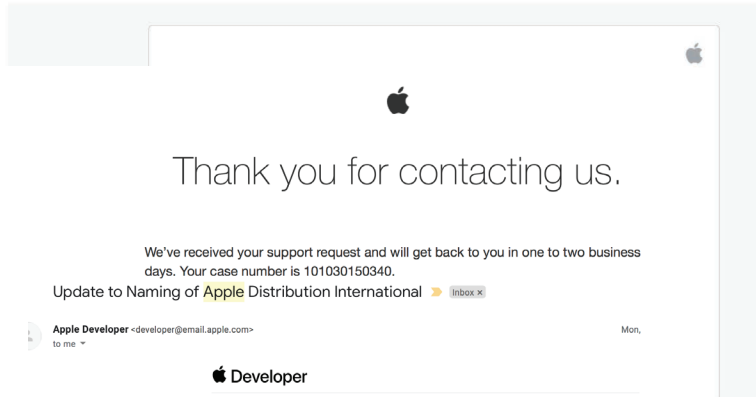 Thank you for contacting us.
We've received your support request and will get back to you in one to two business
days. Your case number is 101030150340.
Update to Naming of Apple Distribution International Inbox x
Apple Developer <developer@email.apple.com> Mon,
to me
Developer